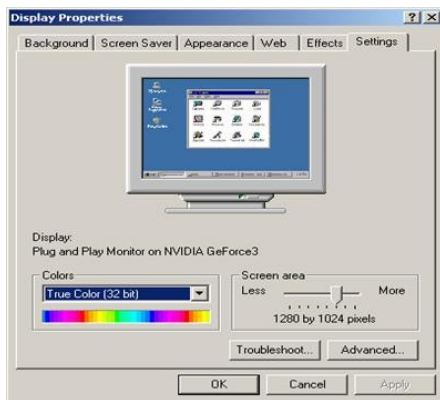 Display Properties
Background Screen Saver Appearance Web Effects Settings
Display:
Plug and Play Monitor on NVIDIA GeForce3
Colors
True Color (32 bit)
Screen area
Less More
1280 by 1024 pixels
Troubleshoot... Advanced...
OK Cancel Apply